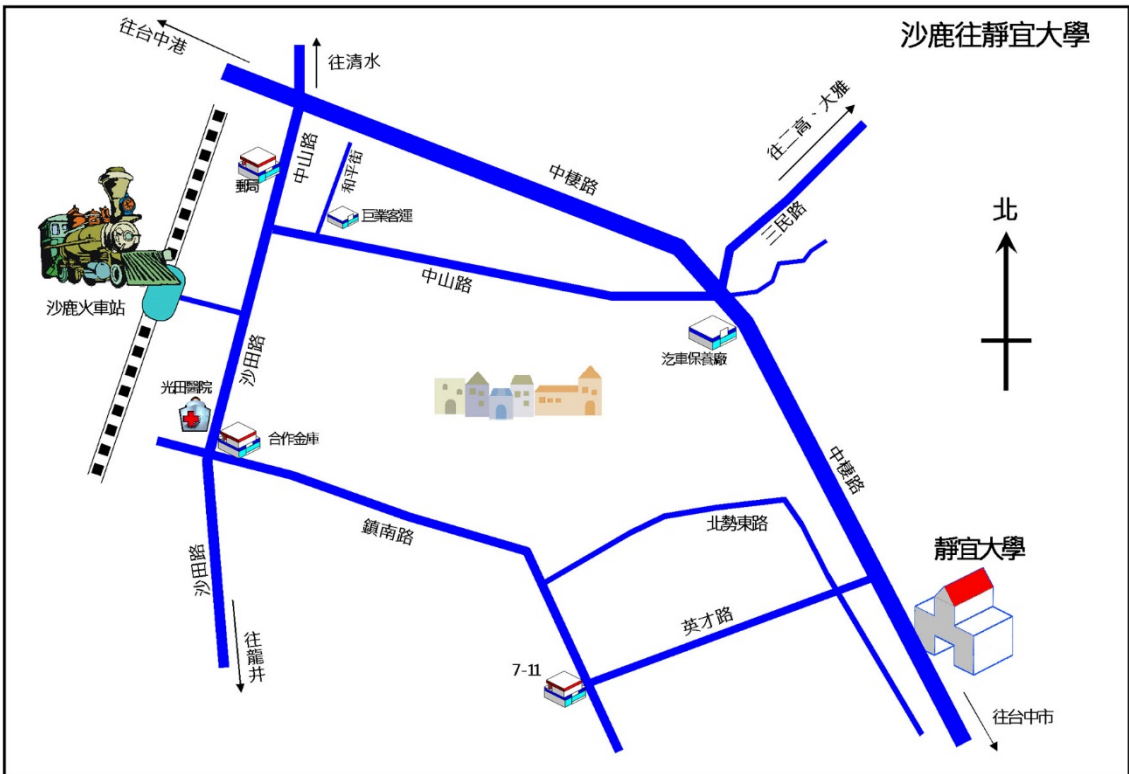 沙鹿往靜宜大學
往台中港
往清水
往二高、大雅
中山路
和平街
中棲路
郵局
巨業客運
三民路
北
中山路
沙鹿火車站
沙田路
汽車保養廠
光田醫院
合作金庫
中棲路
鎮南路
北勢東路
靜宜大學
沙田路
英才路
往龍井
7-11
往台中市